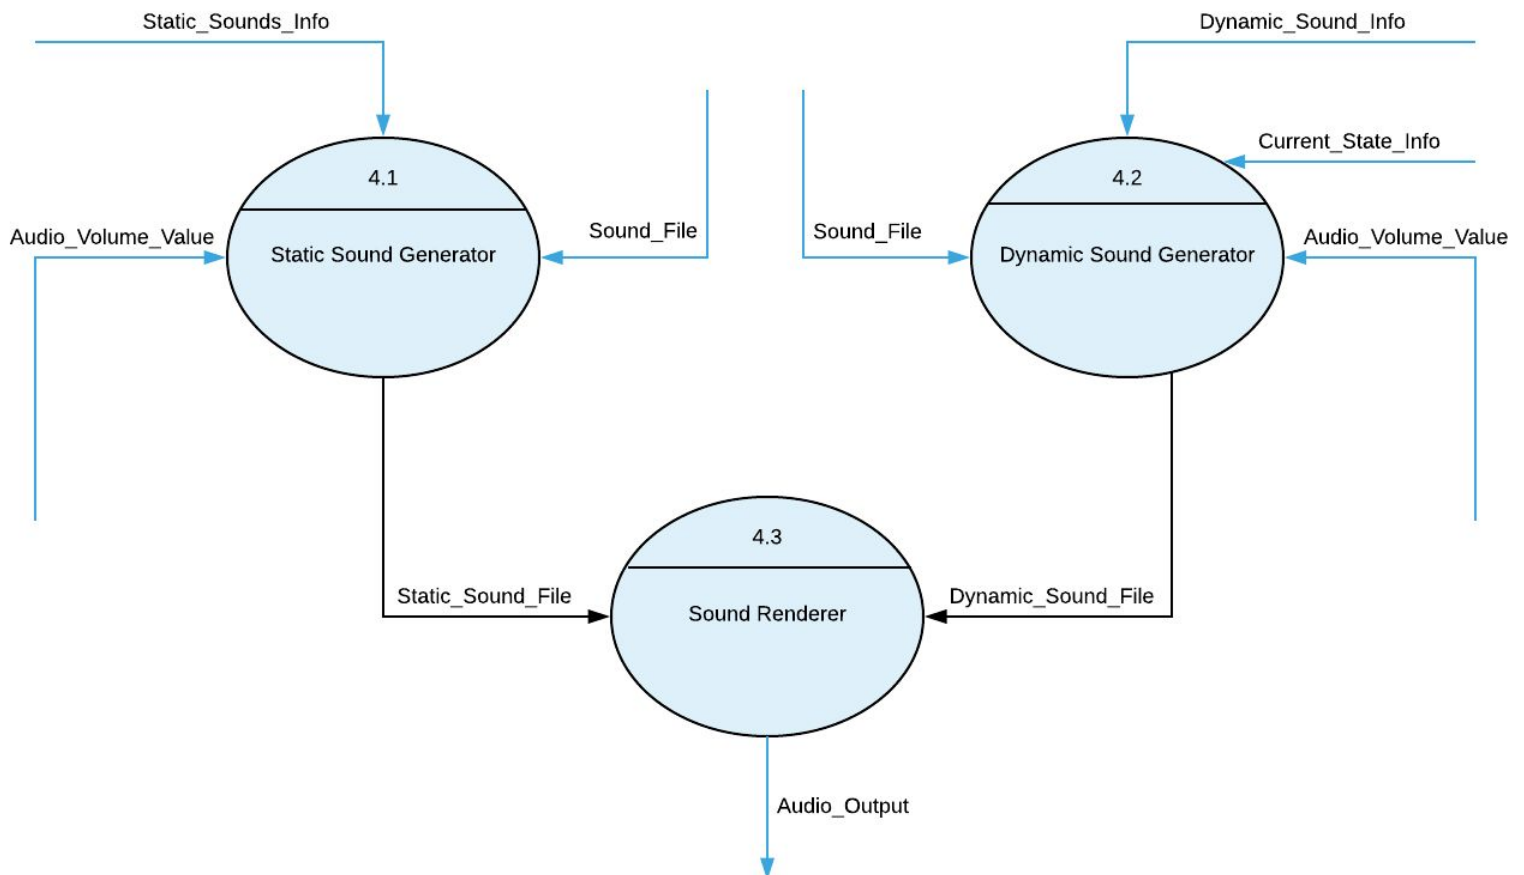 Static_Sounds_Info
Dynamic_Sound_Info
Current_State_Info
4.1
4.2
Audio_Volume_Value
Sound_File
Sound_File
Audio_Volume_Value
Static Sound Generator
Dynamic Sound Generator
4.3
Static_Sound_File
Dynamic_Sound_File
Sound Renderer
Audio_Output